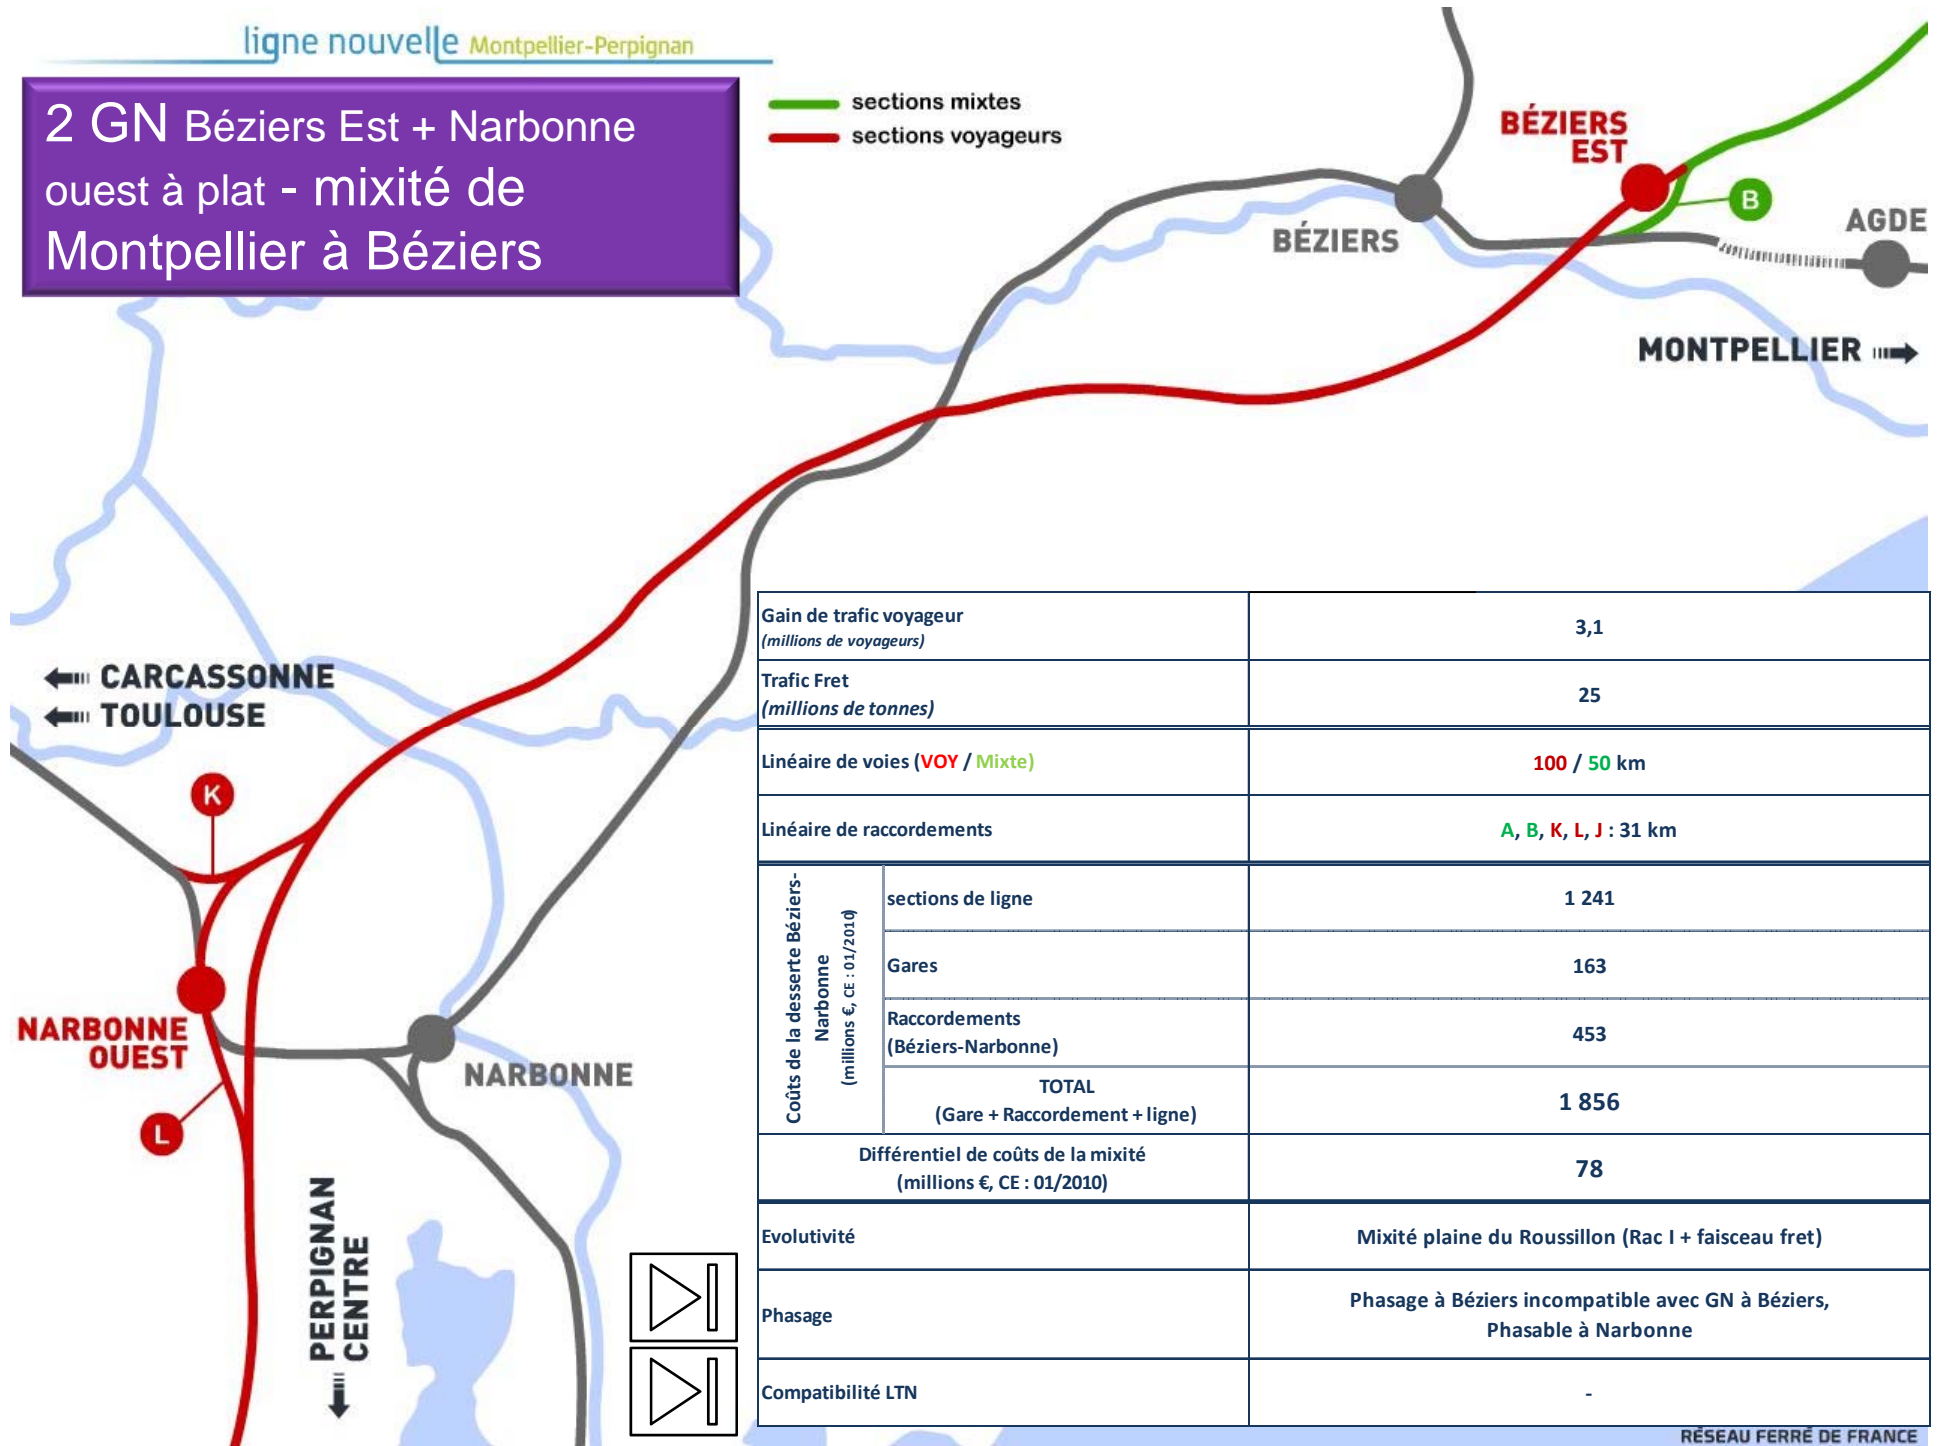 ligne nouvelle Montpellier-Perpignan
2 GN Béziers Est + Narbonne
ouest à plat - mixité de
Montpellier à Béziers
sections mixtes
sections voyageurs
BÉZIERS
EST
B
AGDE
BÉZIERS
MONTPELLIER
CARCASSONNE
TOULOUSE
K
NARBONNE
OUEST
NARBONNE
L
PERPIGNAN
CENTRE
Gain de trafic voyageur
(millions de voyageurs)
3,1
Trafic Fret
(millions de tonnes)
25
Linéaire de voies (VOY / Mixte)
100 / 50 km
Linéaire de raccordements
A, B, K, L, J : 31 km
Coûts de la desserte Béziers-
Narbonne
(millions €, CE : 01/2010)
sections de ligne
1 241
Gares
163
Raccordements
(Béziers-Narbonne)
453
TOTAL
(Gare + Raccordement + ligne)
1 856
Différentiel de coûts de la mixité
(millions €, CE : 01/2010)
78
Evolutivité
Mixité plaine du Roussillon (Rac I + faisceau fret)
Phasage
Phasage à Béziers incompatible avec GN à Béziers,
Phasable à Narbonne
Compatibilité LTN
-
RÉSEAU FERRÉ DE FRANCE